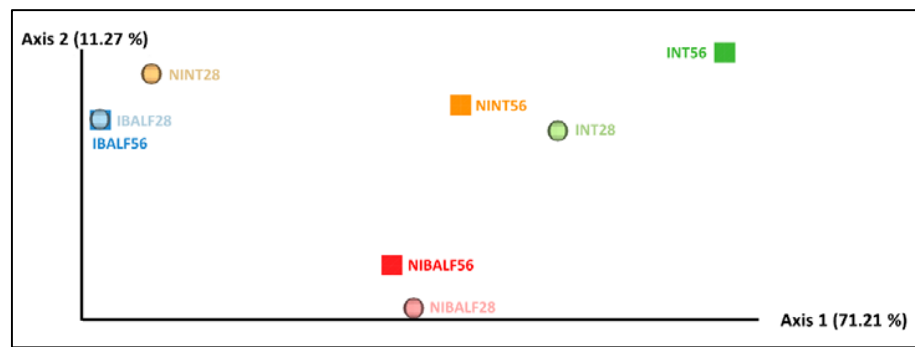 Axis 2 (11.27 %)
INT56
NINT28
NINT56
IBALF28
INT28
IBALF56
NIBALF56
NIBALF28
Axis 1 (71.21 %)